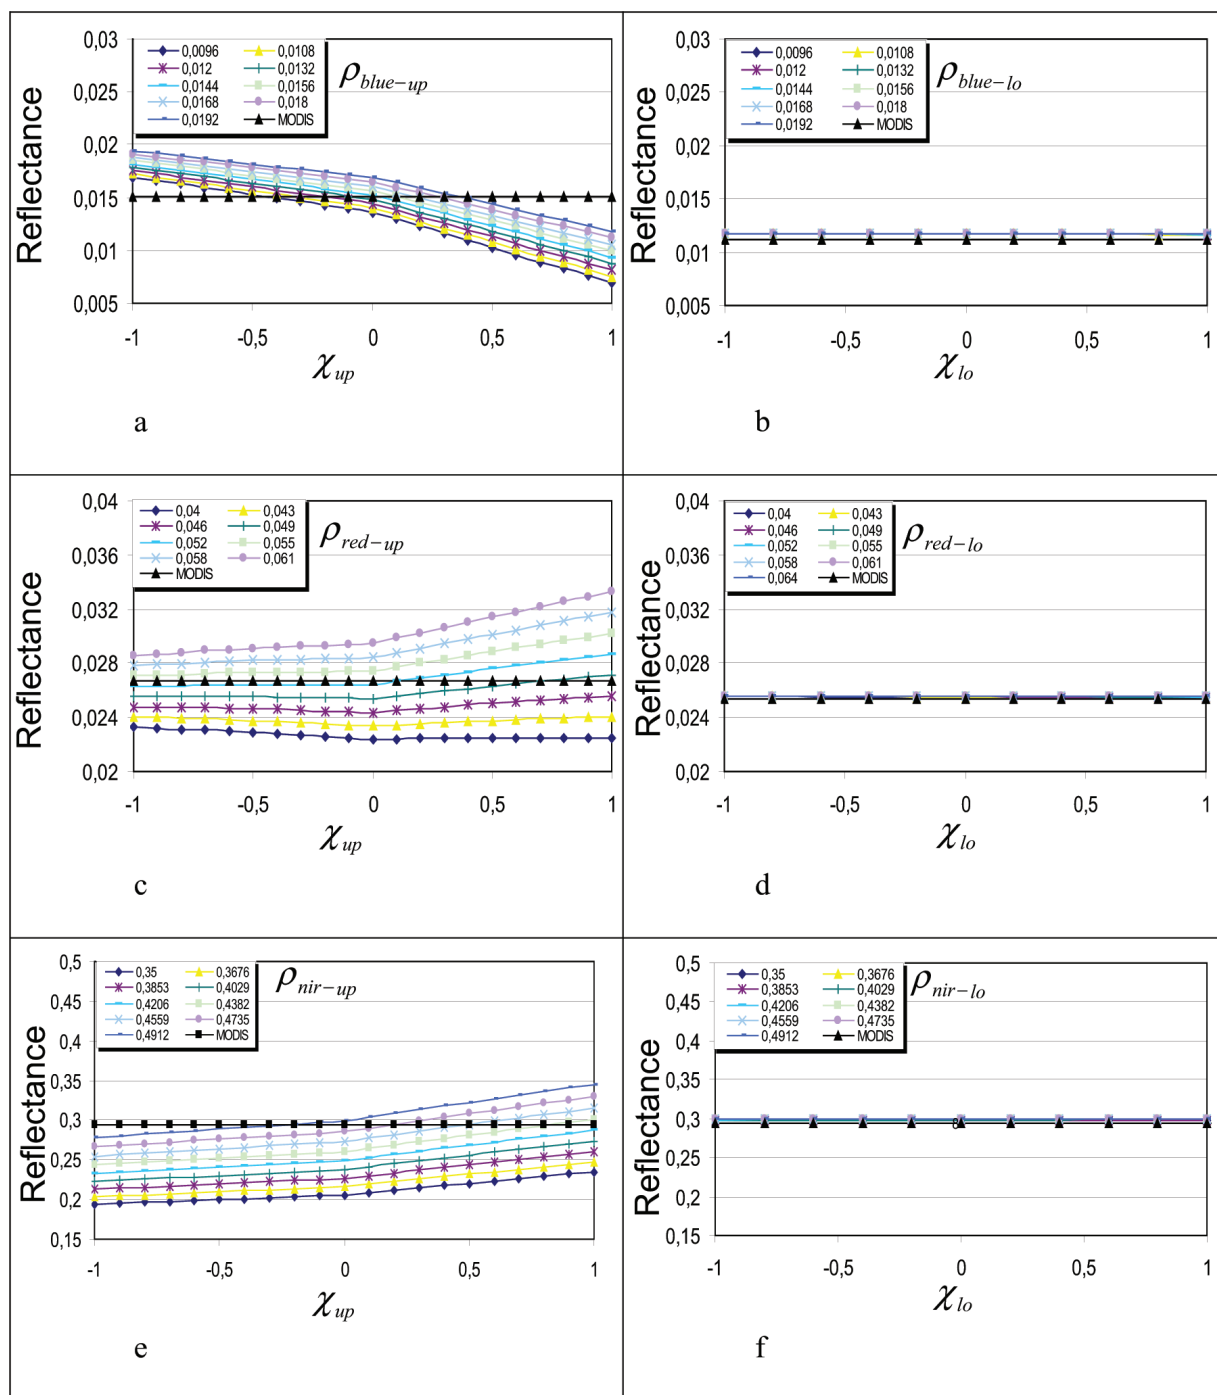 0,03
0,025
0,02
0,015
0,01
0,005
Reflectance
0,0096 0,0108
0,012 0,0132
0,0144 0,0156
0,0168 0,018
0,0192 MODIS
ρblue−up
-1 -0,5 0 0,5 1
χup
a
0,03
0,025
0,02
0,015
0,01
0,005
Reflectance
0,0096 0,0108
0,012 0,0132
0,0144 0,0156
0,0168 0,018
0,0192 MODIS
ρblue−lo
-1 -0,5 0 0,5 1
χlo
b
0,04
0,036
0,032
0,028
0,024
0,02
Reflectance
0,04 0,043
0,046 0,049
0,052 0,055
0,058 0,061
MODIS
ρred−up
-1 -0,5 0 0,5 1
χup
c
0,04
0,036
0,032
0,028
0,024
0,02
Reflectance
0,04 0,043
0,046 0,049
0,052 0,055
0,058 0,061
0,064 MODIS
ρred−lo
-1 -0,5 0 0,5 1
χlo
d
0,5
0,45
0,4
0,35
0,3
0,25
0,2
0,15
Reflectance
0,35 0,3676
0,3853 0,4029
0,4206 0,4382
0,4559 0,4735
0,4912 MODIS
ρnir−up
-1 -0,5 0 0,5 1
χup
e
0,5
0,45
0,4
0,35
0,3
0,25
0,2
0,15
Reflectance
0,35 0,3676
0,3853 0,4029
0,4206 0,4382
0,4559 0,4735
0,4912 MODIS
ρnir−lo
-1 -0,5 0 0,5 1
χlo
f